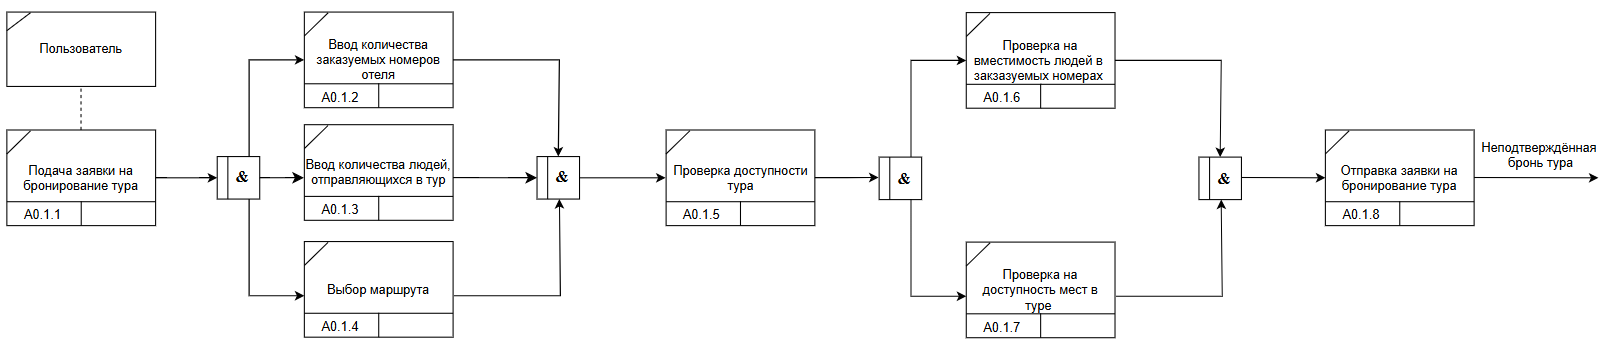 Пользователь
Подача заявки на
бронирование тура
A0.1.1
&
Ввод количества
заказуемых номеров
отеля
A0.1.2
Ввод количества людей,
отправляющихся в тур
A0.1.3
Выбор маршрута
A0.1.4
&
Проверка доступности
тура
A0.1.5
&
Проверка на
вместимость людей в
закзазуемых номерах
A0.1.6
Проверка на
доступность мест в
туре
A0.1.7
&
Отправка заявки на
бронирование тура
A0.1.8
Неподтверждённая
бронь тура